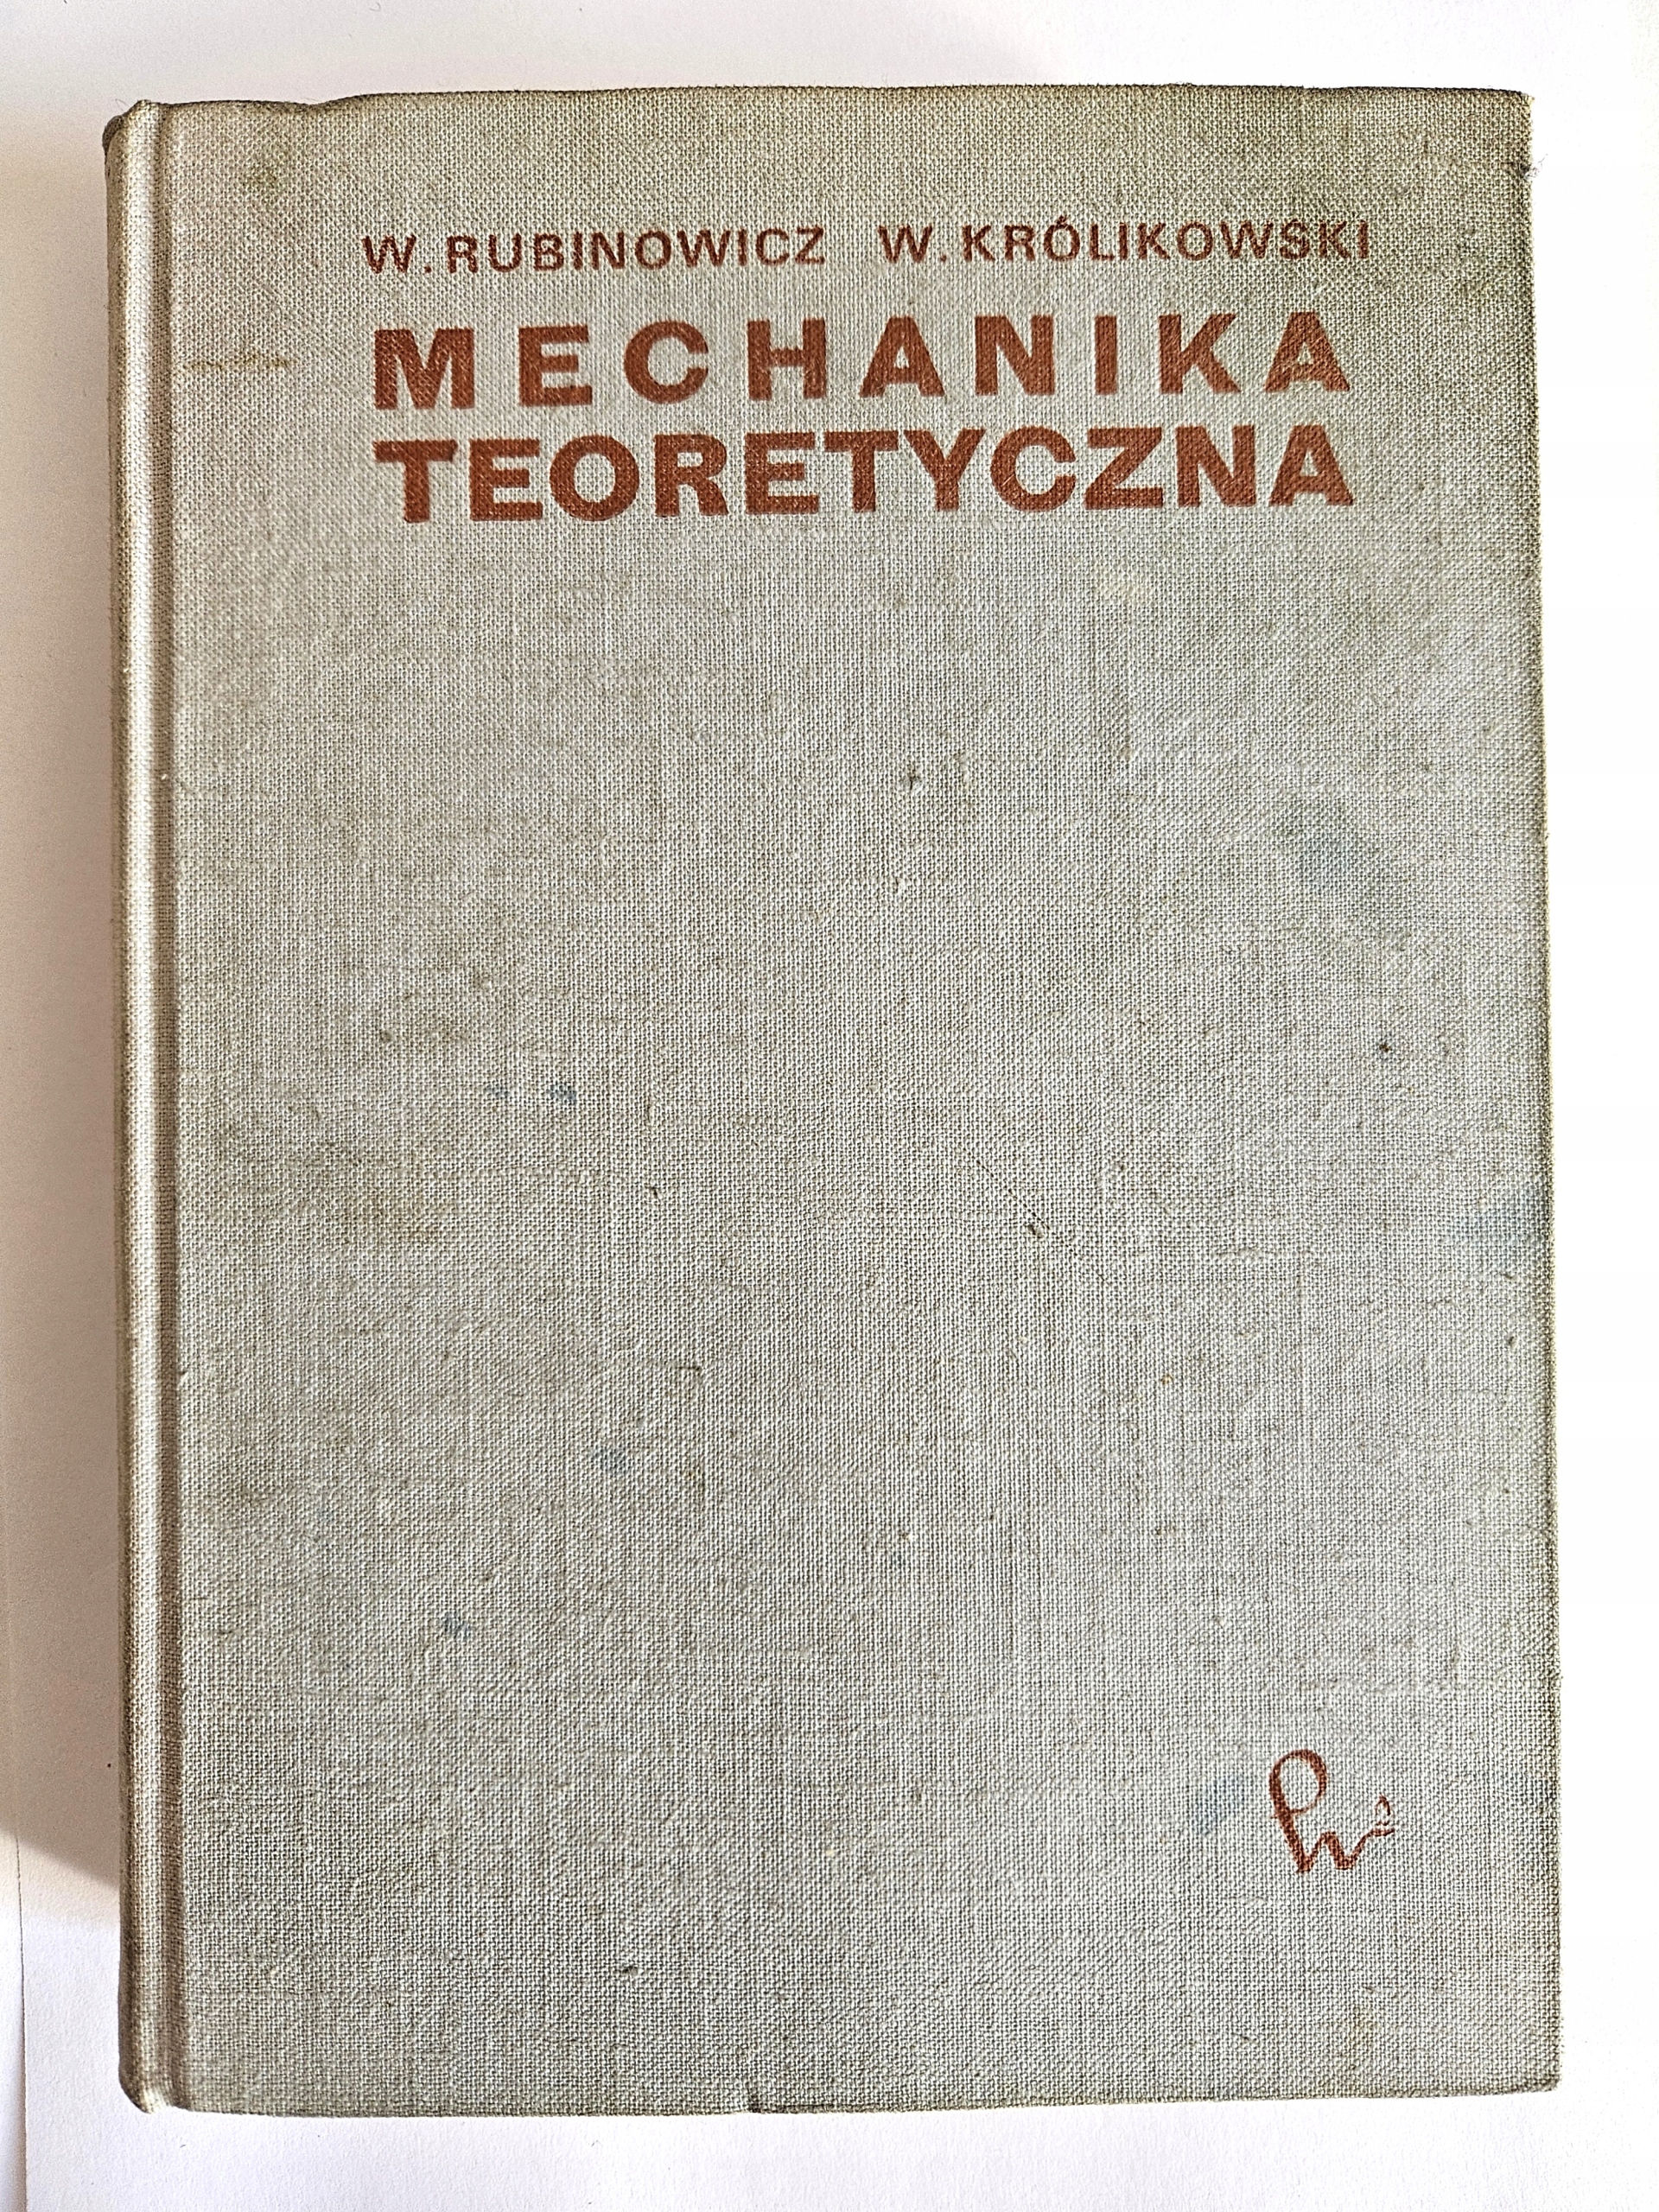 W. RUBINOWICZ W. KRÓLIKOWSKI
MECHANIKA
TEORETYCZNA